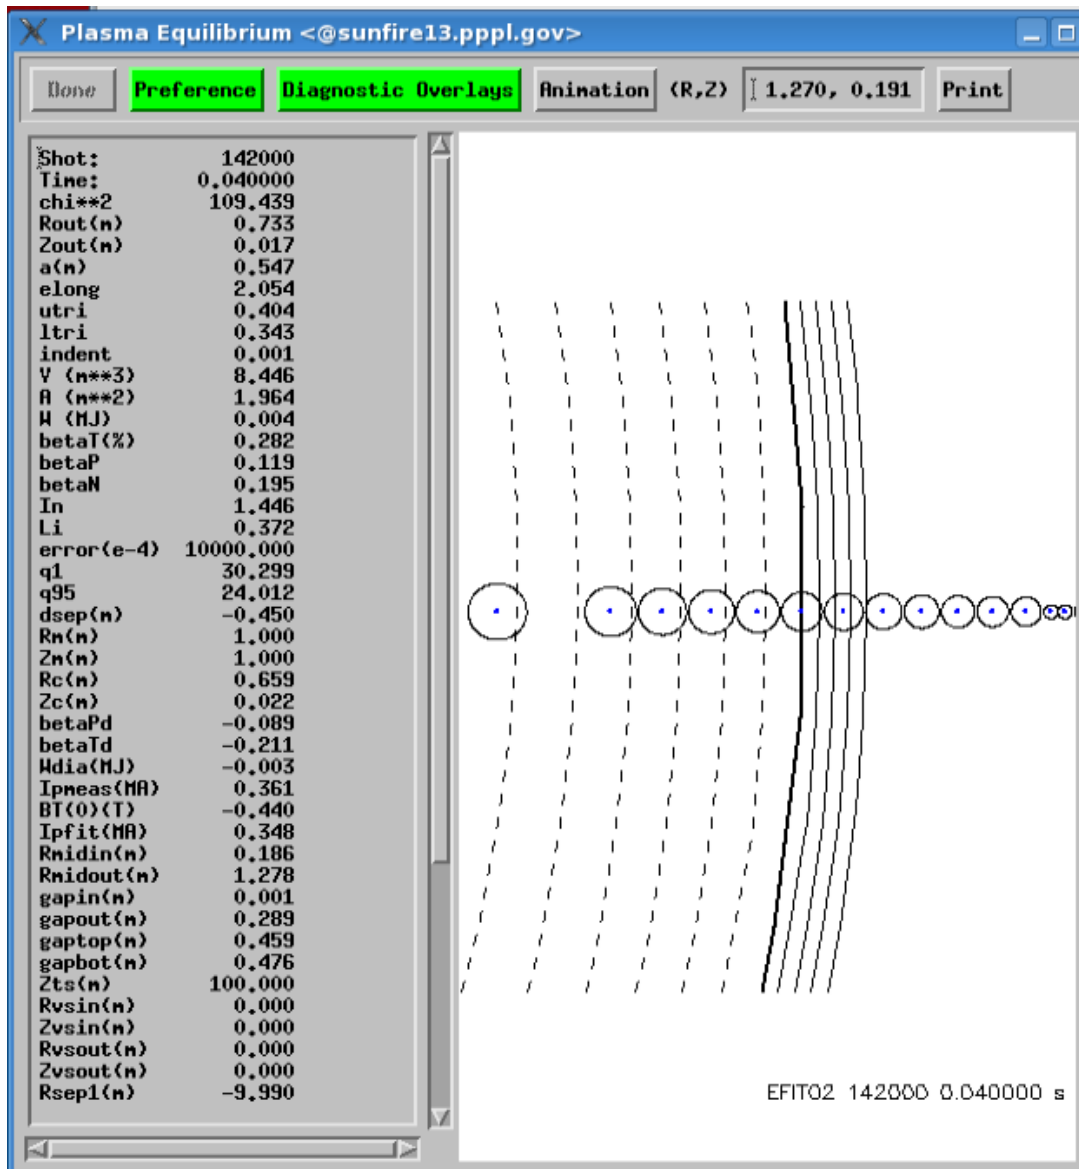 Plasma Equilibrium <@sunfire13.pppl.gov>
Done Preference Diagnostic Overlays Animation (R,Z) 1.270, 0.191 Print
Shot: 142000
Time: 0.040000
chi**2 109.439
Rout(m) 0.733
Zout(m) 0.017
a(m) 0.547
elong 2.054
utri 0.404
ltri 0.343
indent 0.001
V (m**3) 8.446
A (m**2) 1.964
W (MJ) 0.004
betaT(%) 0.282
betaP 0.119
betaN 0.195
In 1.446
Li 0.372
error(e-4) 10000.000
q1 30.299
q95 24.012
dsep(m) -0.450
Rm(m) 1.000
Zm(m) 1.000
Rc(m) 0.659
Zc(m) 0.022
betaPd -0.089
betaTd -0.211
Wdia(MJ) -0.003
Ipmeas(MA) 0.361
BT(0)(T) -0.440
Ipfit(MA) 0.348
Rmidin(m) 0.186
Rmidout(m) 1.278
gapin(m) 0.001
gapout(m) 0.289
gaptop(m) 0.459
gapbot(m) 0.476
Zts(m) 100.000
Rvsin(m) 0.000
Zvsin(m) 0.000
Rvsout(m) 0.000
Zvsout(m) 0.000
Rsep1(m) -9.990
EFIT02 142000 0.040000 s